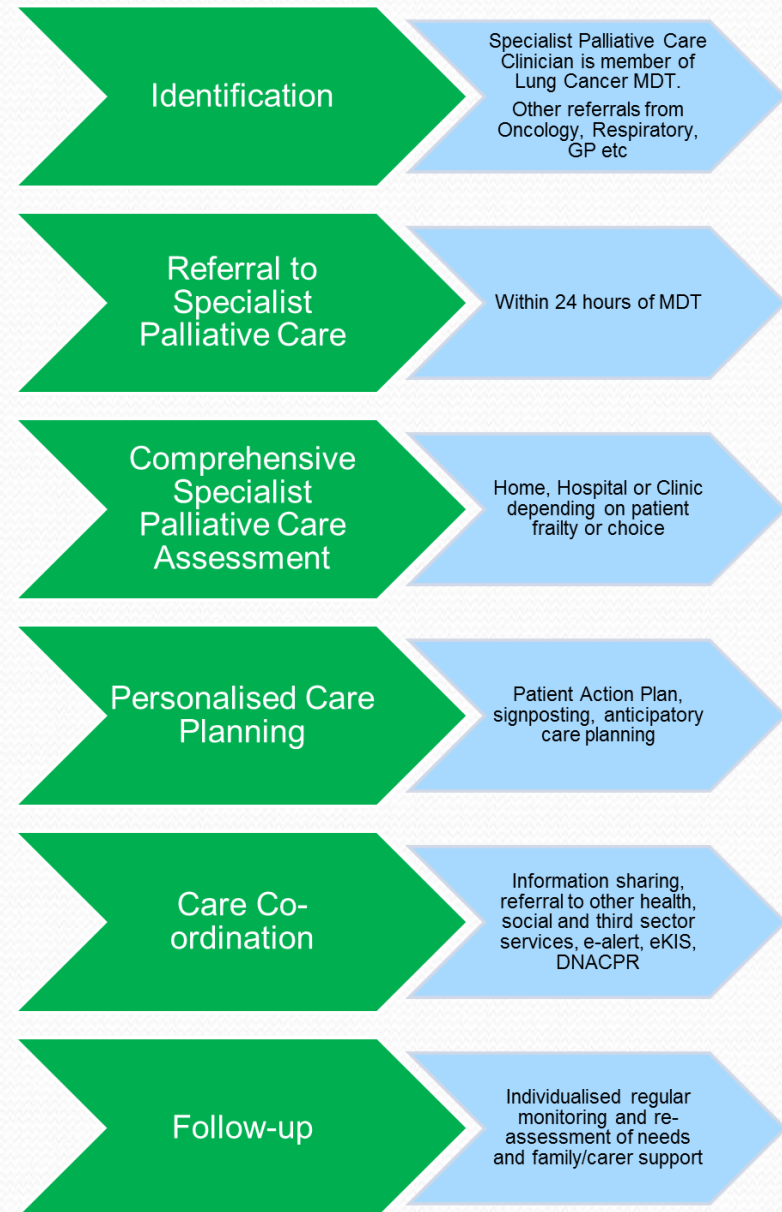 Identification
Specialist Palliative Care
Clinician is member of
Lung Cancer MDT.
Other referrals from
Oncology, Respiratory,
GP etc
Referral to
Specialist
Palliative Care
Within 24 hours of MDT
Comprehensive
Specialist
Palliative Care
Assessment
Home, Hospital or Clinic
depending on patient
frailty or choice
Personalised Care
Planning
Patient Action Plan,
signposting, anticipatory
care planning
Care Co-
ordination
Information sharing,
referral to other health,
social and third sector
services, e-alert, eKIS,
DNACPR
Follow-up
Individualised regular
monitoring and re-
assessment of needs
and family/carer support